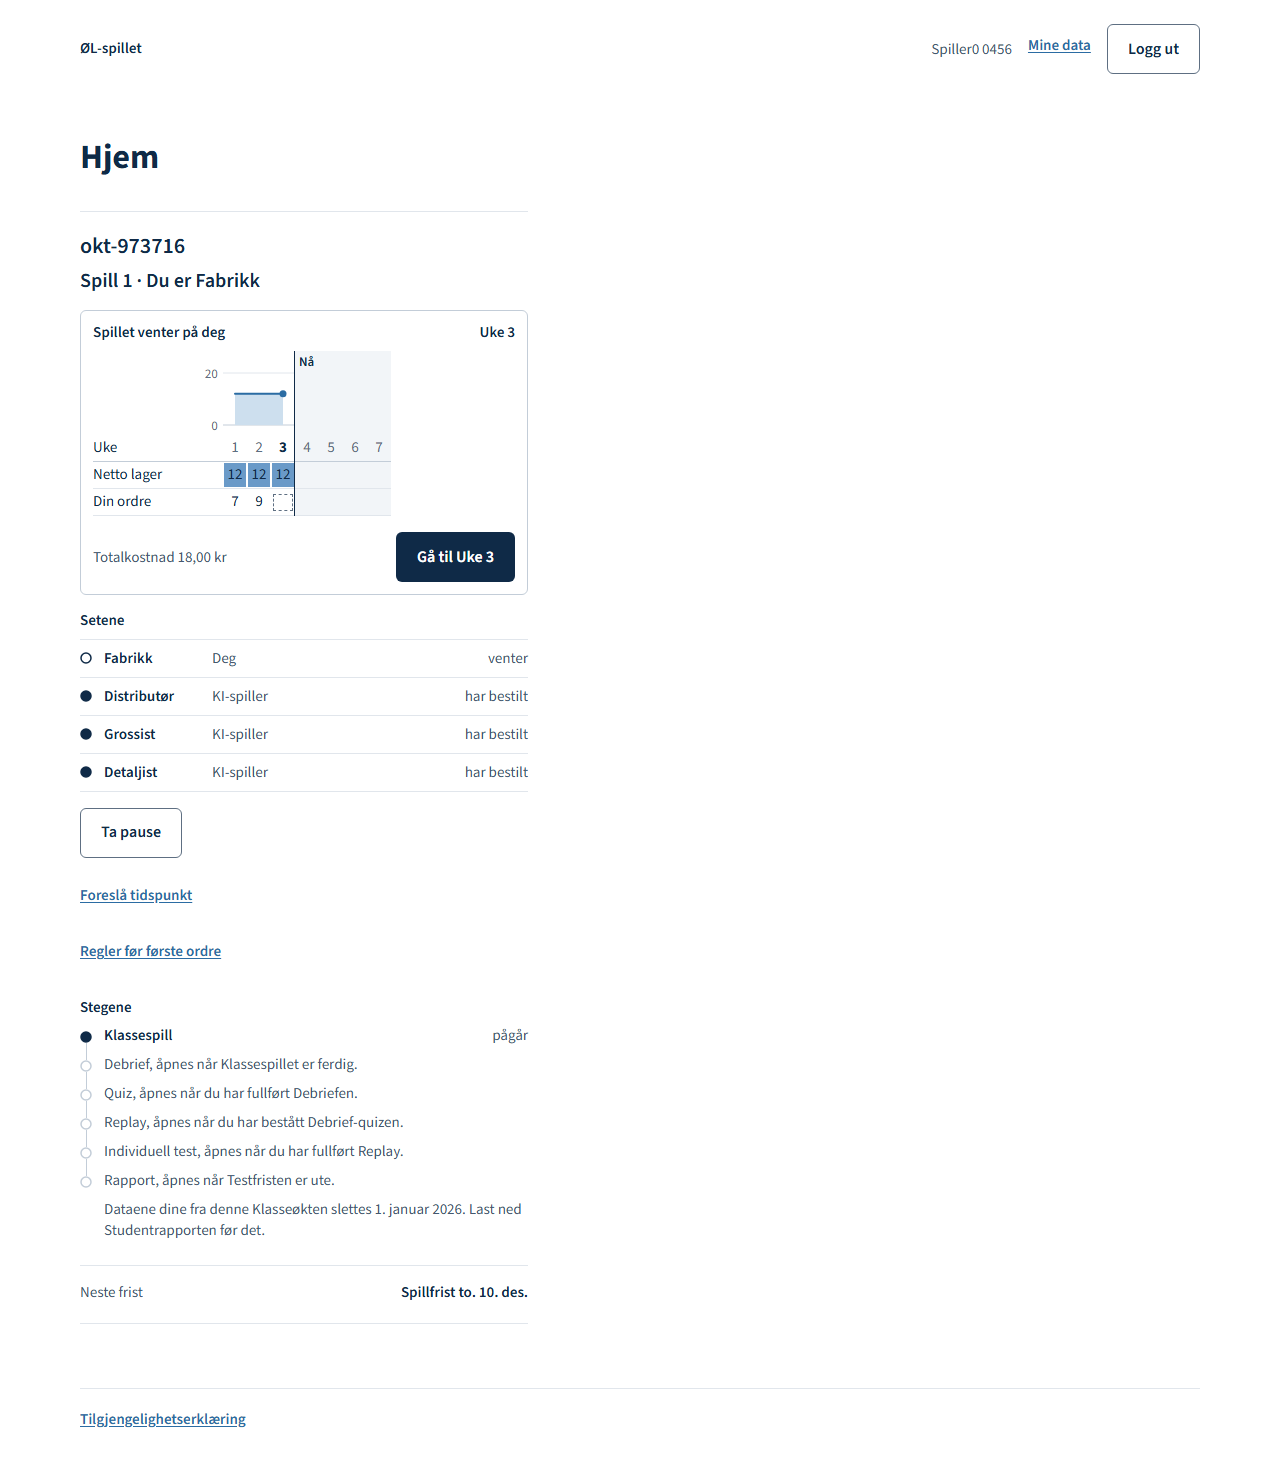 ØL-spillet
Spiller0 0456 Mine data Logg ut
Hjem
okt-973716
Spill 1 · Du er Fabrikk
Spillet venter på deg Uke 3
Nå
20
0
Uke 1 2 3 4 5 6 7
Netto lager 12 12 12
Din ordre 7 9
Totalkostnad 18,00 kr Gå til Uke 3
Setene
Fabrikk Deg venter
Distributør KI-spiller har bestilt
Grossist KI-spiller har bestilt
Detaljist KI-spiller har bestilt
Ta pause
Foreslå tidspunkt
Regler før første ordre
Stegene
Klassespill pågår
Debrief, åpnes når Klassespillet er ferdig.
Quiz, åpnes når du har fullført Debriefen.
Replay, åpnes når du har bestått Debrief-quizen.
Individuell test, åpnes når du har fullført Replay.
Rapport, åpnes når Testfristen er ute.
Dataene dine fra denne Klasseøkten slettes 1. januar 2026. Last ned
Studentrapporten før det.
Neste frist Spillfrist to. 10. des.
Tilgjengelighetserklæring